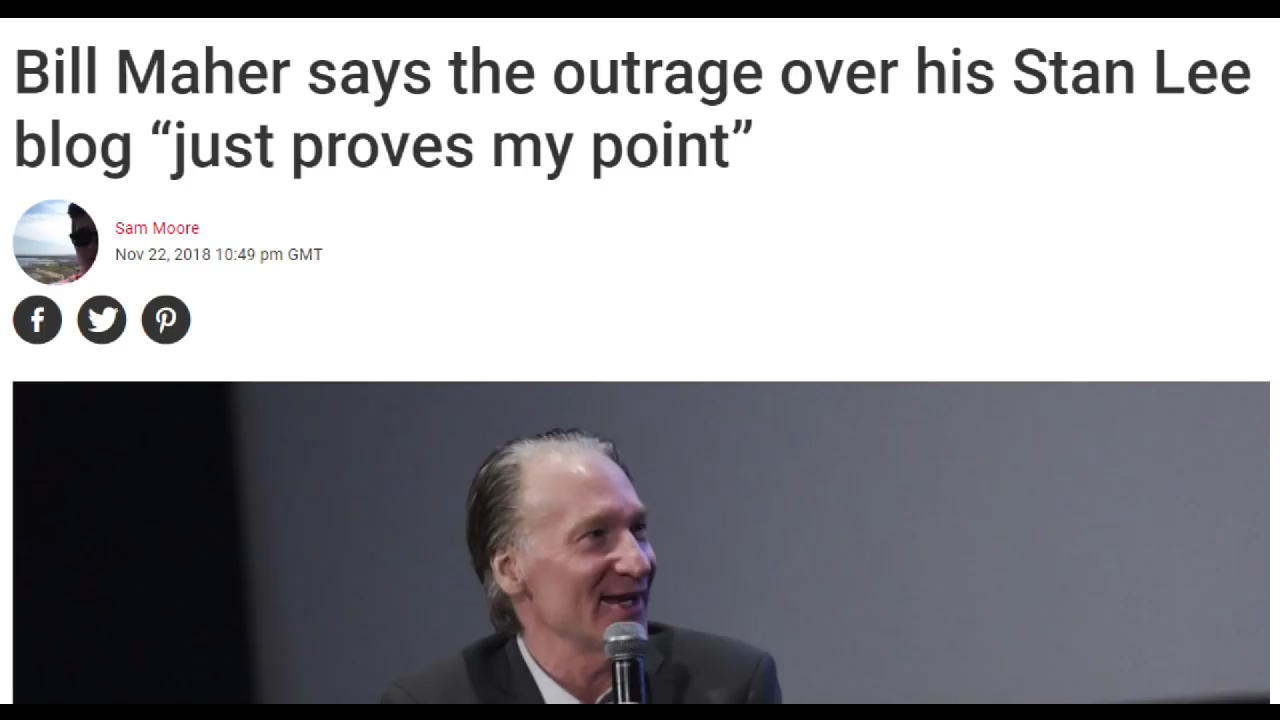 Bill Maher says the outrage over his Stan Lee
blog “just proves my point”
Sam Moore
Nov 22, 2018 10:49 pm GMT